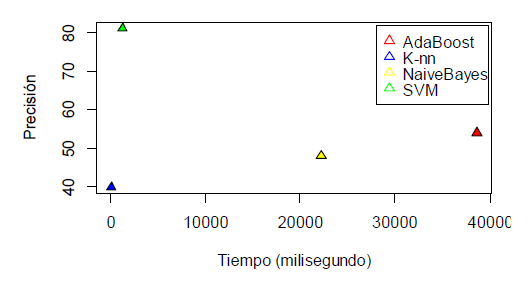 Precisión
80
70
60
50
40
0
10000
20000
30000
40000
Tiempo (milisegundo)
AdaBoost
K-nn
NaiveBayes
SVM